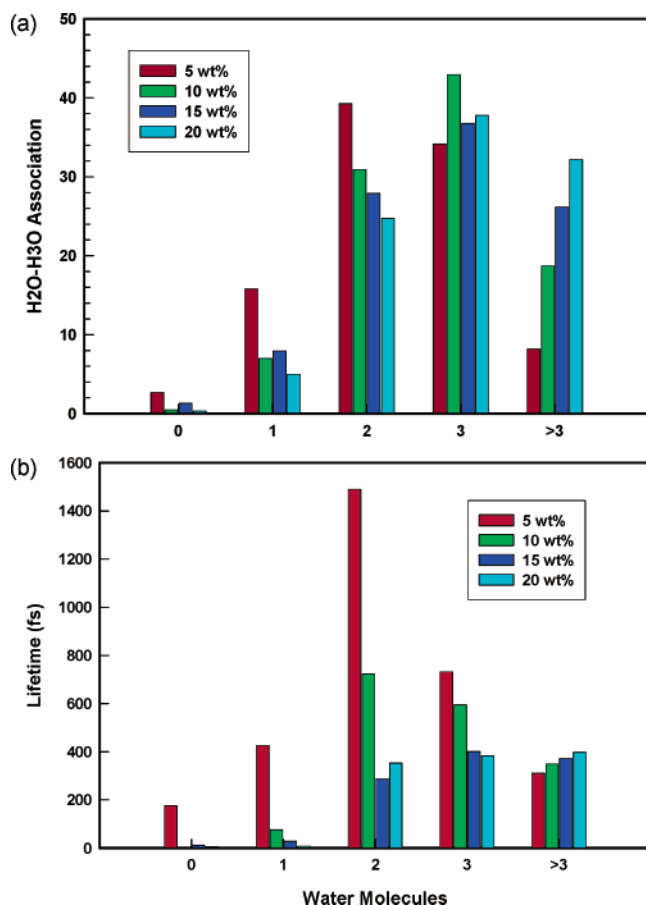 (a)
50
40
30
20
10
0
H2O-H3O Association
5 wt%
10 wt%
15 wt%
20 wt%
0 1 2 3 >3
(b)
1600
1400
1200
1000
800
600
400
200
0
Lifetime (fs)
5 wt%
10 wt%
15 wt%
20 wt%
0 1 2 3 >3
Water Molecules